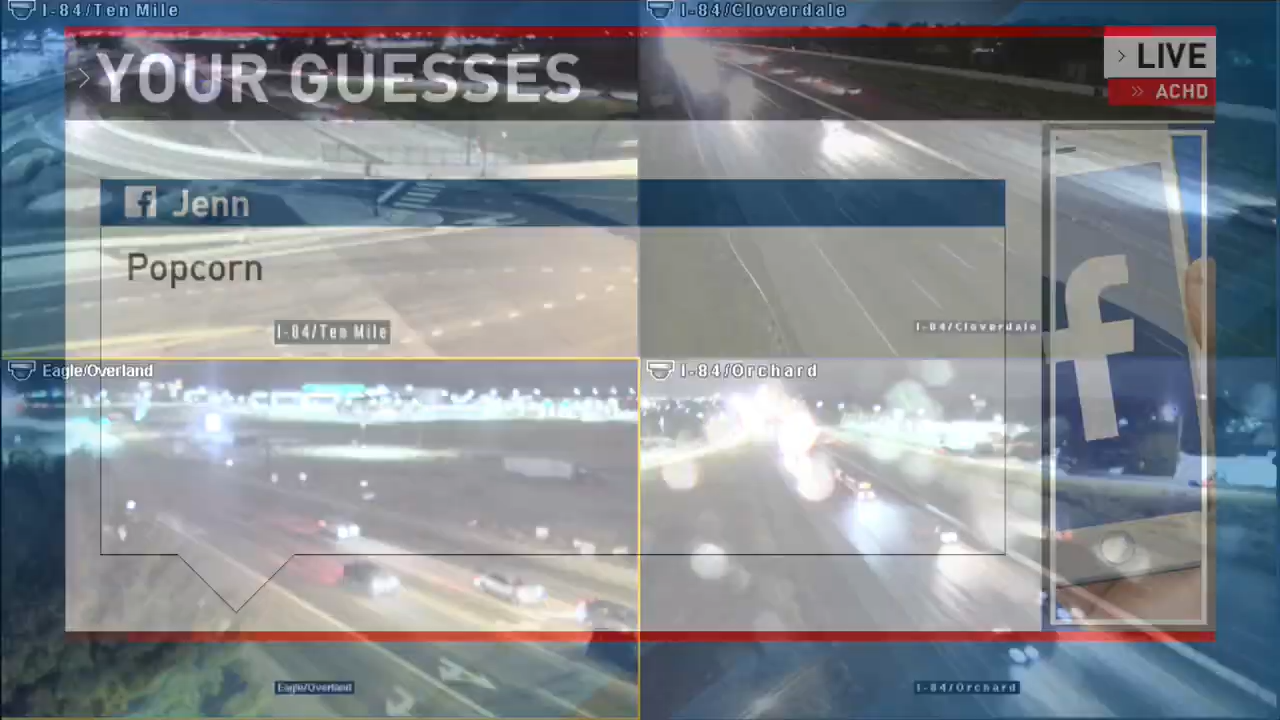 I-84/Ten Mile
I-84/Cloverdale
YOUR GUESSES
LIVE
ACHD
Jenn
Popcorn
I-84/Ten Mile
I-84/Cloverdale
Eagle/Overland
I-84/Orchard
Eagle/Overland
I-84/Orchard